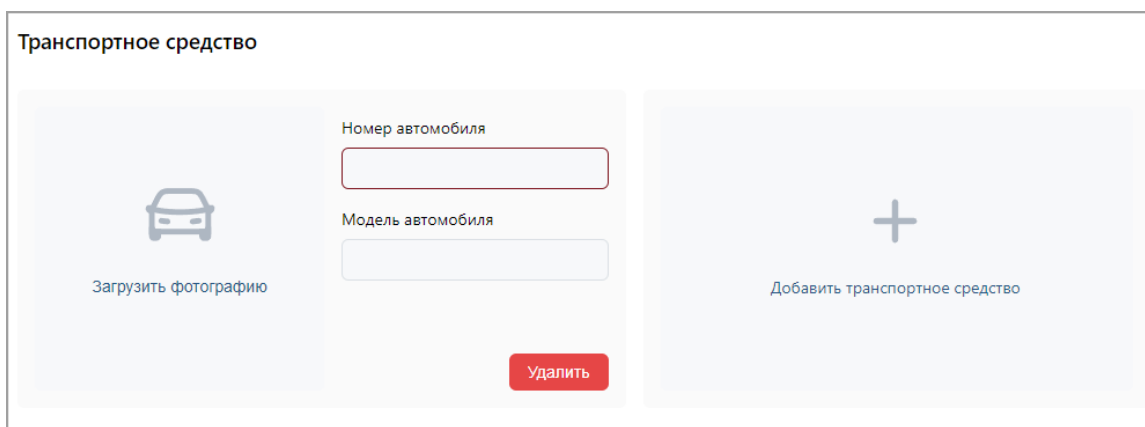 Транспортное средство
Номер автомобиля
Модель автомобиля
Загрузить фотографию
Удалить
Добавить транспортное средство